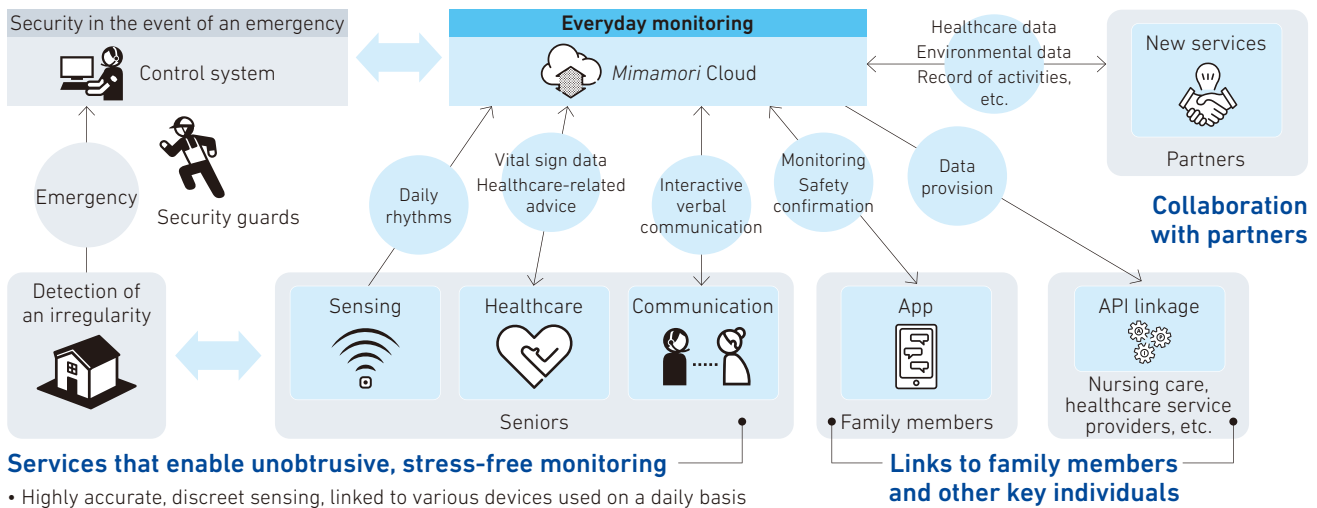 Security in the event of an emergency
Control system
Everyday monitoring
Mimamori Cloud
Healthcare data
Environmental data
Record of activities,
etc.
New services
Partners
Collaboration
with partners
Emergency
Security guards
Daily
rhythms
Vital sign data
Healthcare-related
advice
Interactive
verbal
communication
Monitoring
Safety
confirmation
Data
provision
Detection of
an irregularity
Sensing
Healthcare
Communication
Seniors
App
Family members
API linkage
Nursing care,
healthcare service
providers, etc.
Services that enable unobtrusive, stress-free monitoring
• Highly accurate, discreet sensing, linked to various devices used on a daily basis
Links to family members
and other key individuals